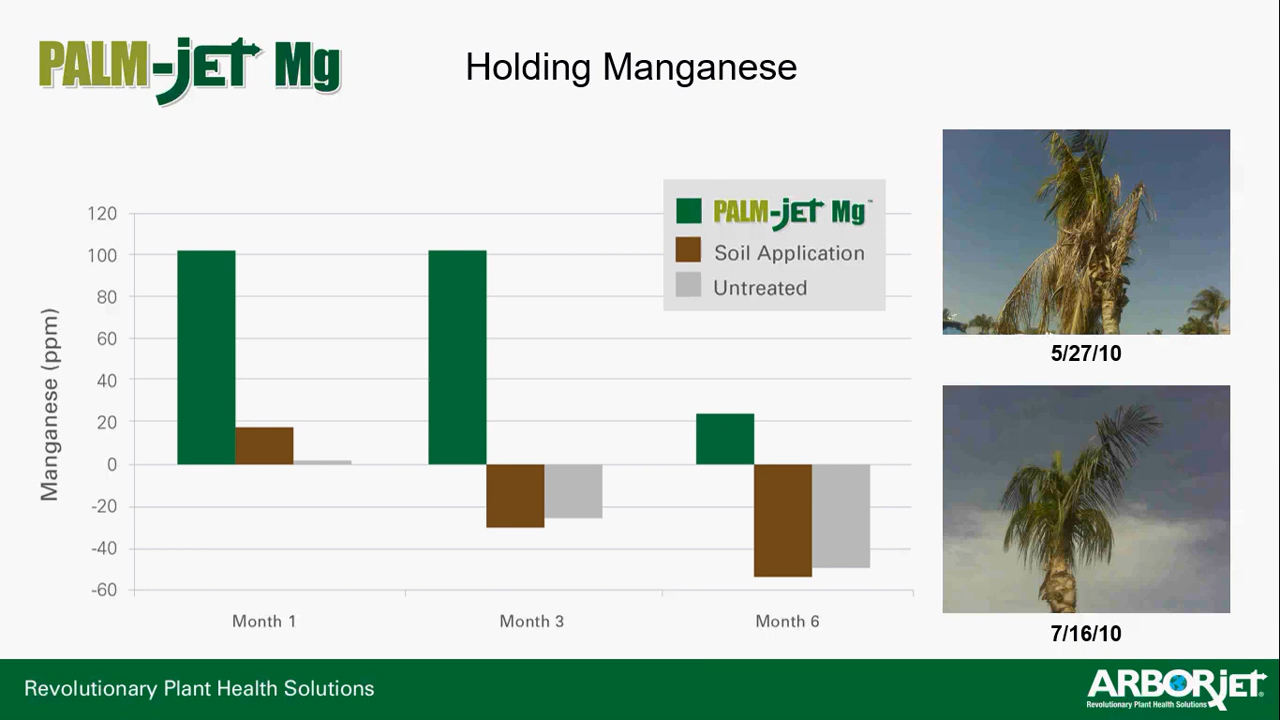 PALM-JET Mg
Holding Manganese
PALM-JET Mg™
Soil Application
Untreated
Manganese (ppm)
120
100
80
60
40
20
0
-20
-40
-60
Month 1
Month 3
Month 6
5/27/10
7/16/10
Revolutionary Plant Health Solutions
ARBORJET®
Revolutionary Plant Health Solutions